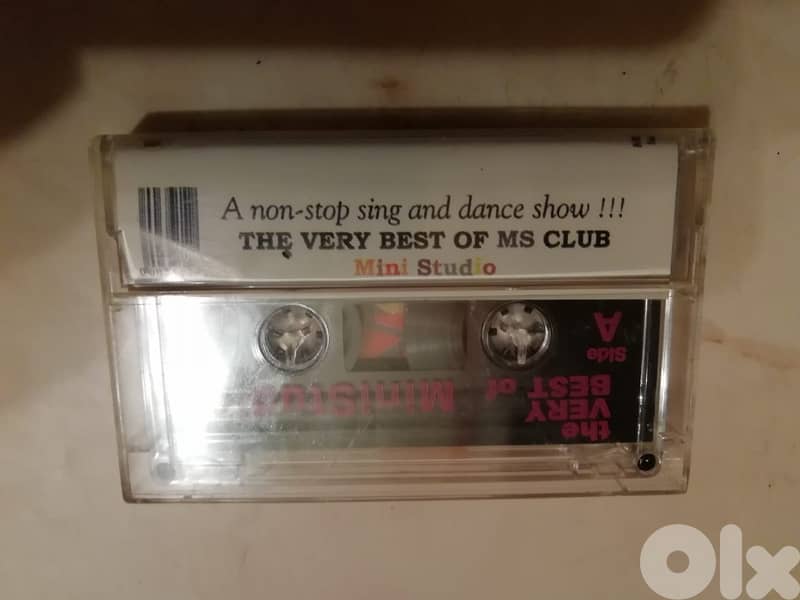 A non-stop sing and dance show !!!
THE VERY BEST OF MS CLUB
Mini Studio
Side
A
the
VERY
BEST of MiniStu
Olx